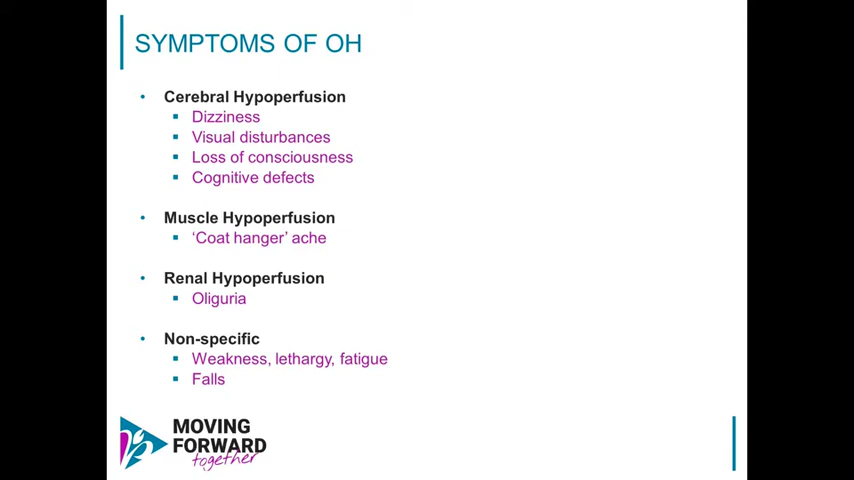 SYMPTOMS OF OH
• Cerebral Hypoperfusion
▪ Dizziness
▪ Visual disturbances
▪ Loss of consciousness
▪ Cognitive defects
• Muscle Hypoperfusion
▪ ‘Coat hanger’ ache
• Renal Hypoperfusion
▪ Oliguria
• Non-specific
▪ Weakness, lethargy, fatigue
▪ Falls
MOVING
FORWARD
together